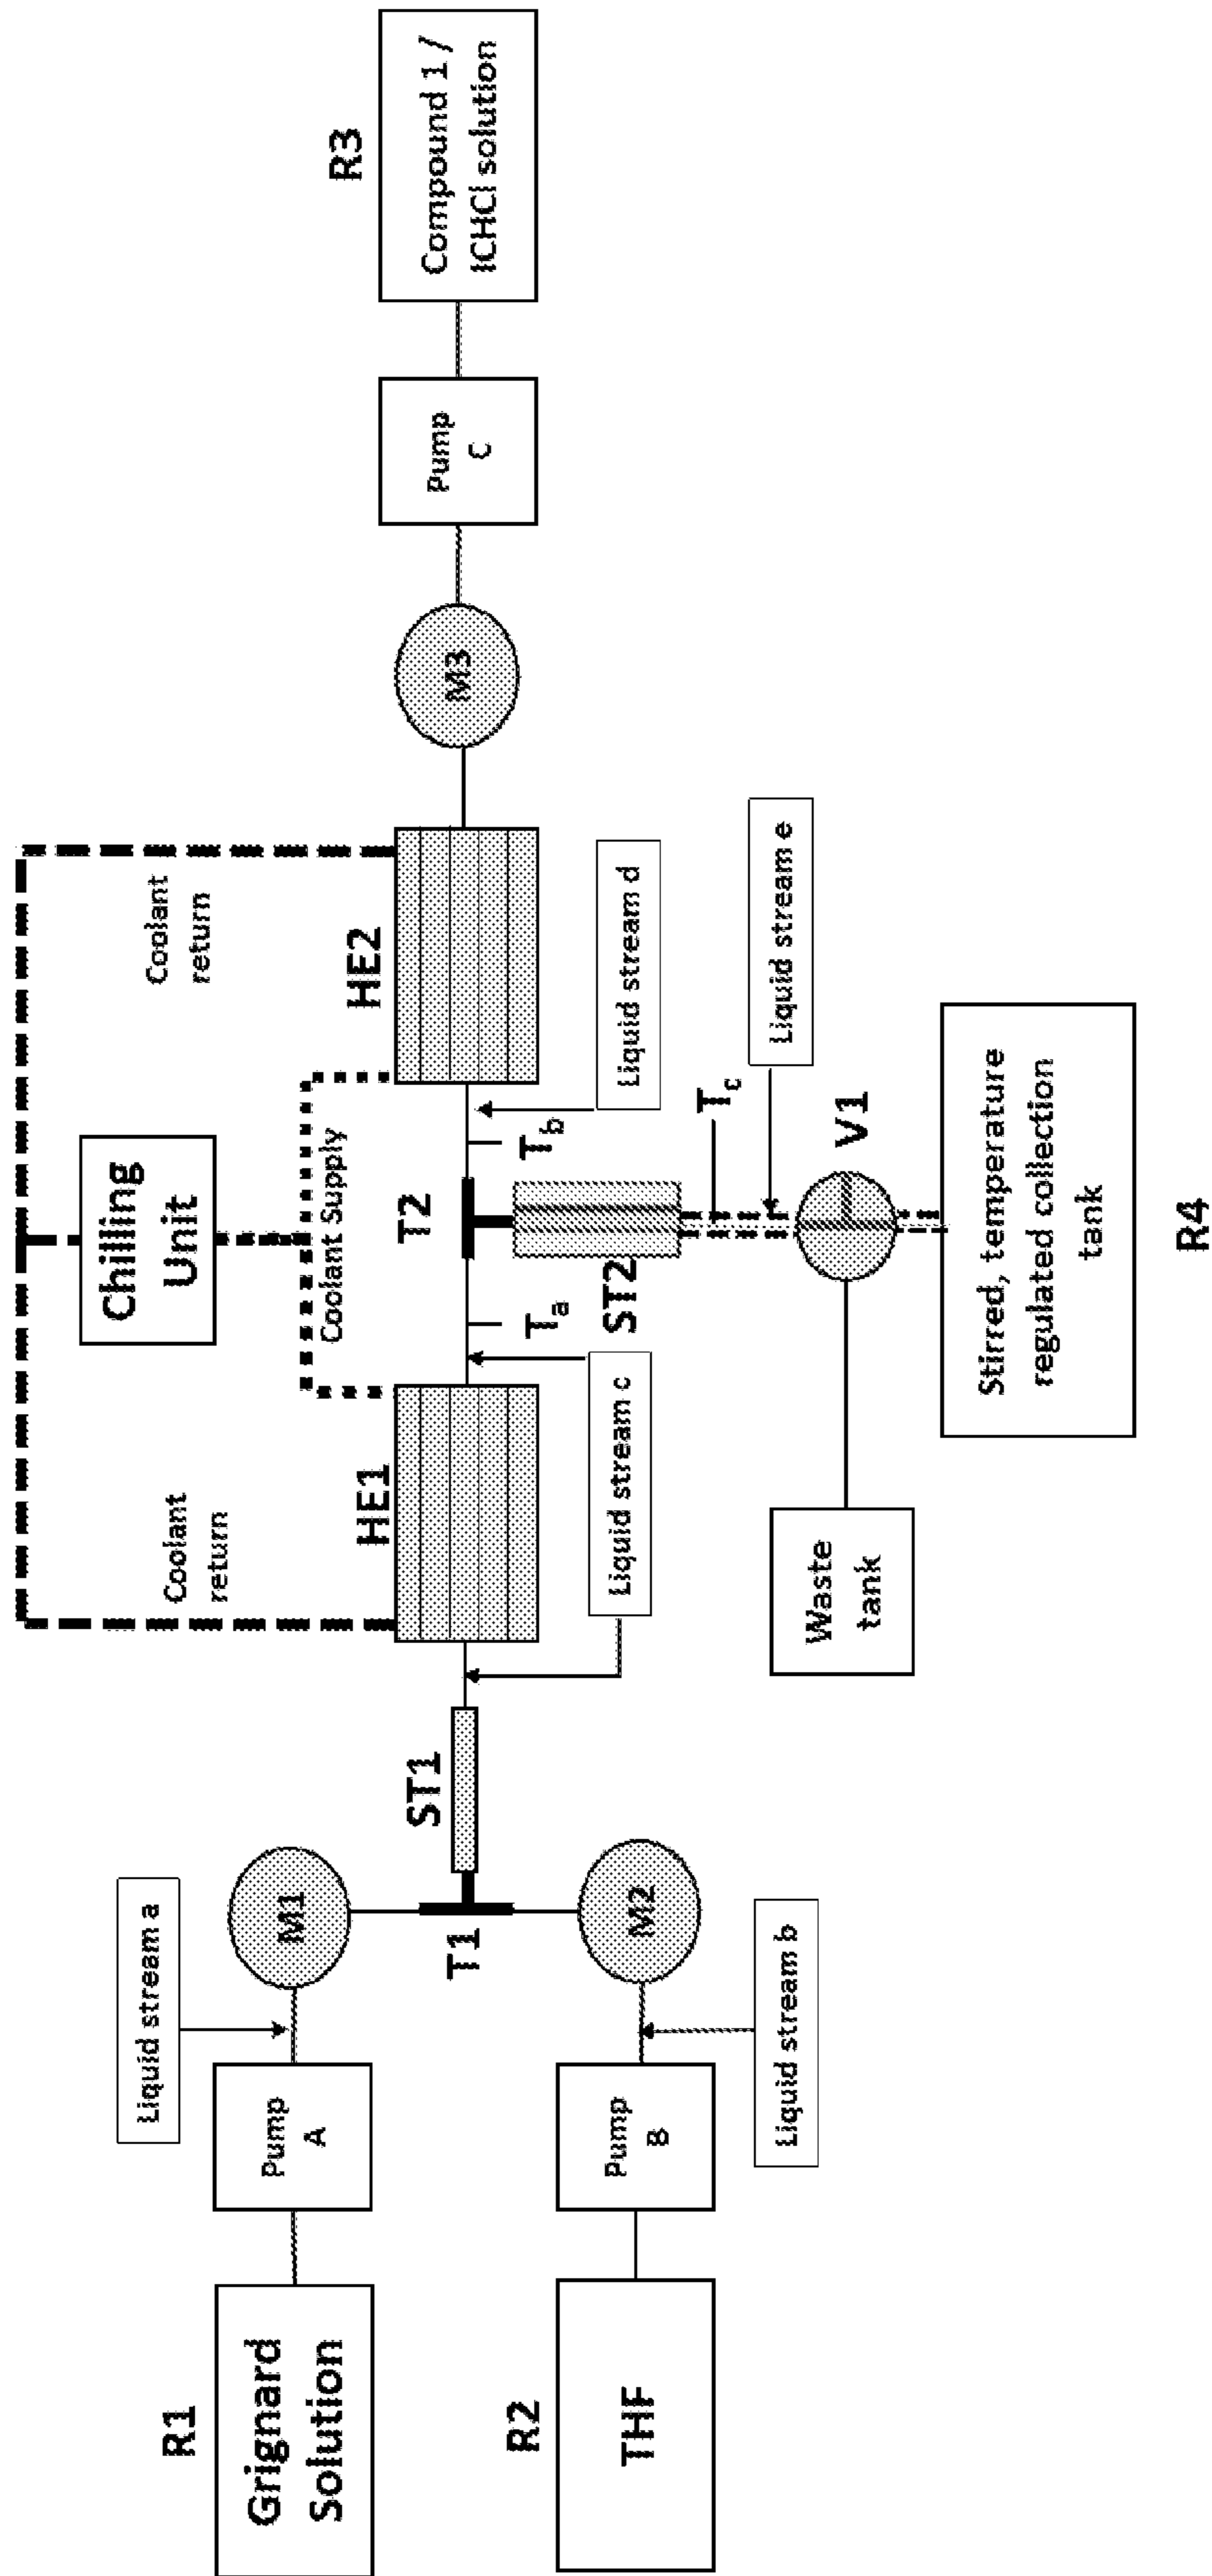 Chilling
Unit
Coolant
return
Coolant Supply
Coolant
return
R1
Grignard
Solution
Liquid stream a
Pump
A
M1
T1
ST1
HE1
T2
HE2
M3
Pump
C
R3
Compound 1 /
ICHCl solution
R2
THF
Pump
B
M2
Liquid stream b
Liquid stream c
Ta
Tb
Liquid stream d
ST2
Tc
Liquid stream e
V1
Waste
tank
Stirred, temperature
regulated collection
tank
R4